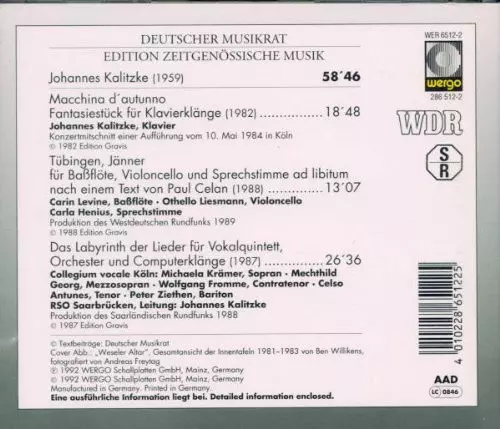 DEUTSCHER MUSIKRAT
EDITION ZEITGENÖSSISCHE MUSIK
Johannes Kalitzke (1959) 58´46
Macchina d´autunno
Fantasiestück für Klavierklänge (1982) ................ 18´48
Johannes Kalitzke, Klavier
Konzertmitschnitt einer Aufführung vom 10. Mai 1984 in Köln
© 1982 Edition Gravis
Tübingen, Jänner
für Baßflöte, Violoncello und Sprechstimme ad libitum
nach einem Text von Paul Celan (1988) ................ 13´07
Carin Levine, Baßflöte · Othello Liesmann, Violoncello
Carla Henius, Sprechstimme
Produktion des Westdeutschen Rundfunks 1989
© 1988 Edition Gravis
Das Labyrinth der Lieder für Vokalquintett,
Orchester und Computerklänge (1987) ................ 26´36
Collegium vocale Köln: Michaela Krämer, Sopran · Mechthild
Georg, Mezzosopran · Wolfgang Fromme, Contratenor · Celso
Antunes, Tenor · Peter Ziethen, Bariton
RSO Saarbrücken, Leitung: Johannes Kalitzke
Produktion des Saarländischen Rundfunks 1988
© 1987 Edition Gravis
© Textbeiträge: Deutscher Musikrat
Cover Abb.: „Weseler Altar“, Gesamtansicht der Innentafeln 1981–1983 von Ben Willikens,
fotografiert von Andreas Freytag
℗ 1992 WERGO Schallplatten GmbH, Mainz, Germany
© 1992 WERGO Schallplatten GmbH, Mainz, Germany
Manufactured in Germany. Printed in Germany.
Eine ausführliche Information liegt bei. Detailed information enclosed.
WER 6512-2
wergo
286 512-2
WDR
S
R
4 010228 651225
AAD
LC 0846